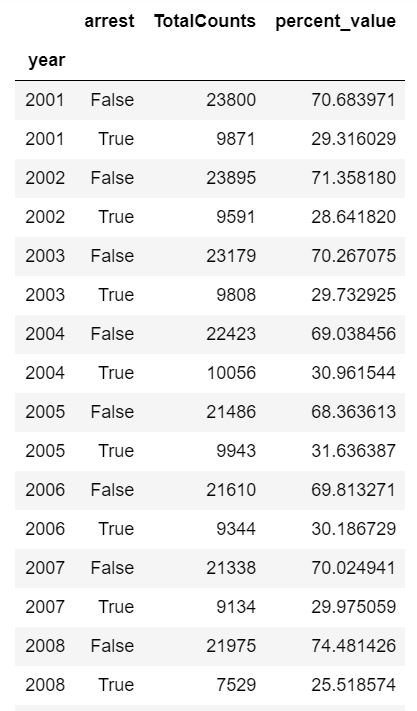 arrest TotalCounts percent_value
year
2001 False 23800 70.683971
2001 True 9871 29.316029
2002 False 23895 71.358180
2002 True 9591 28.641820
2003 False 23179 70.267075
2003 True 9808 29.732925
2004 False 22423 69.038456
2004 True 10056 30.961544
2005 False 21486 68.363613
2005 True 9943 31.636387
2006 False 21610 69.813271
2006 True 9344 30.186729
2007 False 21338 70.024941
2007 True 9134 29.975059
2008 False 21975 74.481426
2008 True 7529 25.518574